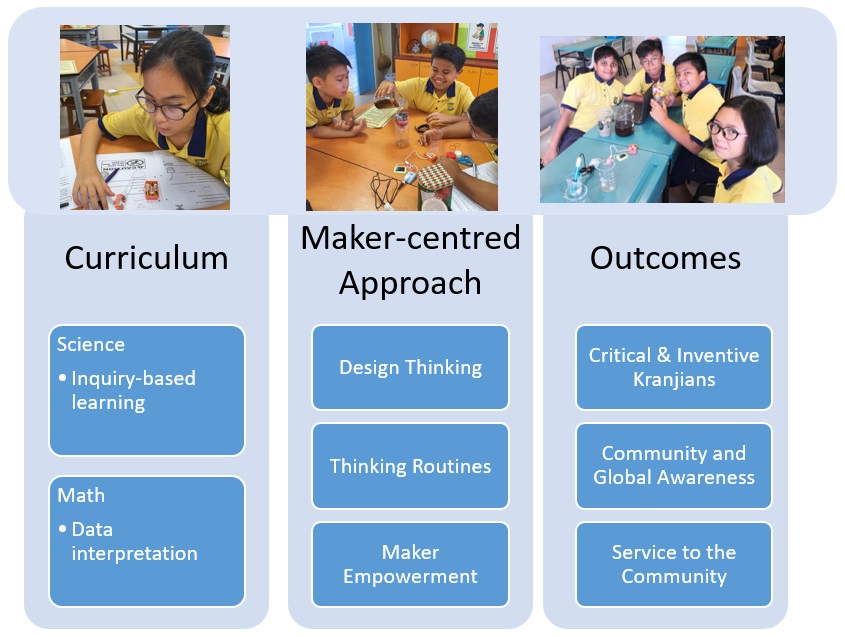 Curriculum
Science
• Inquiry-based
learning
Math
• Data
interpretation
Maker-centred
Approach
Design Thinking
Thinking Routines
Maker
Empowerment
Outcomes
Critical & Inventive
Kranjians
Community and
Global Awareness
Service to the
Community